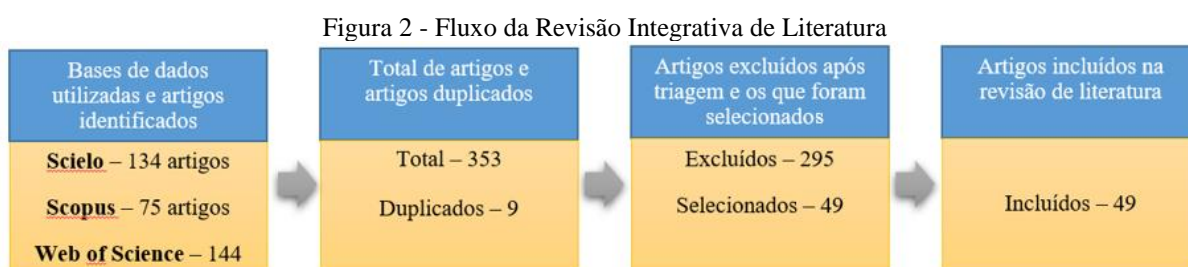 Figura 2 - Fluxo da Revisão Integrativa de Literatura
Bases de dados
utilizadas e artigos
identificados
Scielo – 134 artigos
Scopus – 75 artigos
Web of Science – 144
Total de artigos e
artigos duplicados
Total – 353
Duplicados – 9
Artigos excluídos após
triagem e os que foram
selecionados
Excluídos – 295
Selecionados – 49
Artigos incluídos na
revisão de literatura
Incluídos – 49